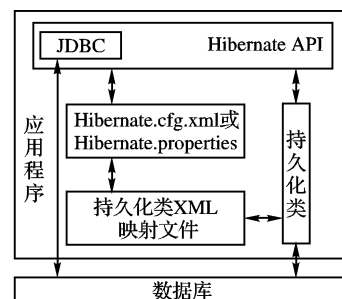 JDBC
Hibernate API
应用程序
Hibernate.cfg.xml或
Hibernate.properties
持久化类
持久化类XML
映射文件
数据库